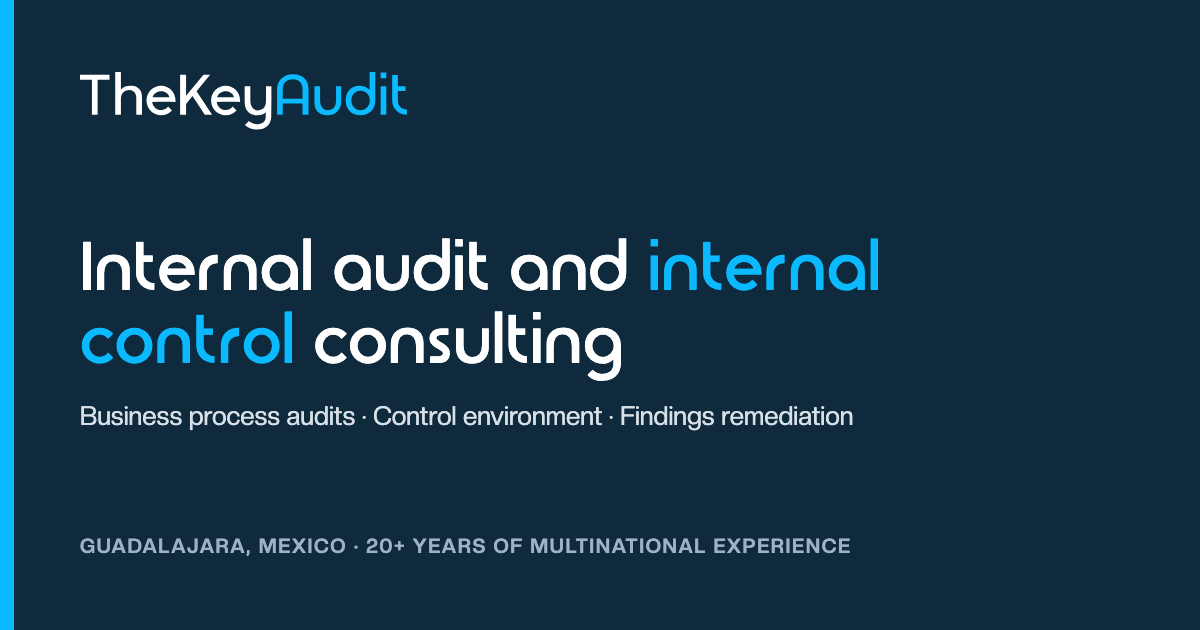 TheKeyAudit
Internal audit and internal
control consulting
Business process audits · Control environment · Findings remediation
GUADALAJARA, MEXICO · 20+ YEARS OF MULTINATIONAL EXPERIENCE